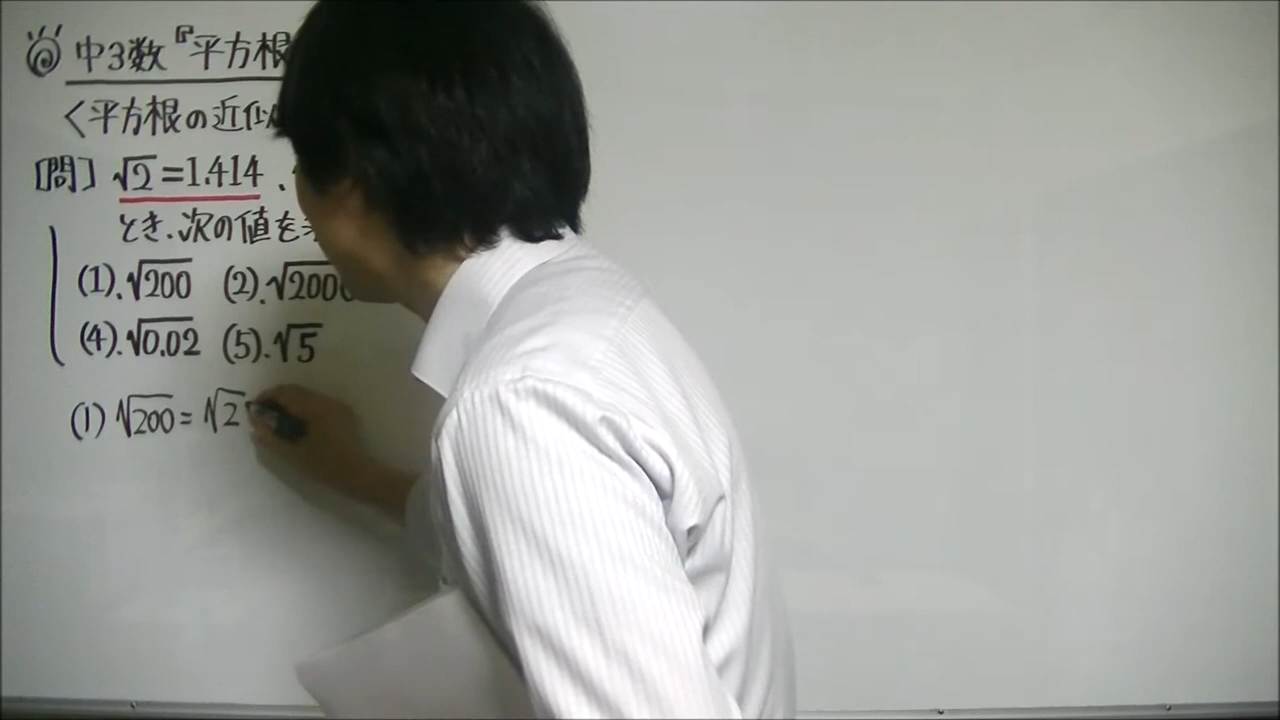 中3数『平方根
<平方根の近似
[問] √2=1.414、
とき、次の値を
(1).√200 (2).√2000
(4).√0.02 (5).√5
(1) √200=√2